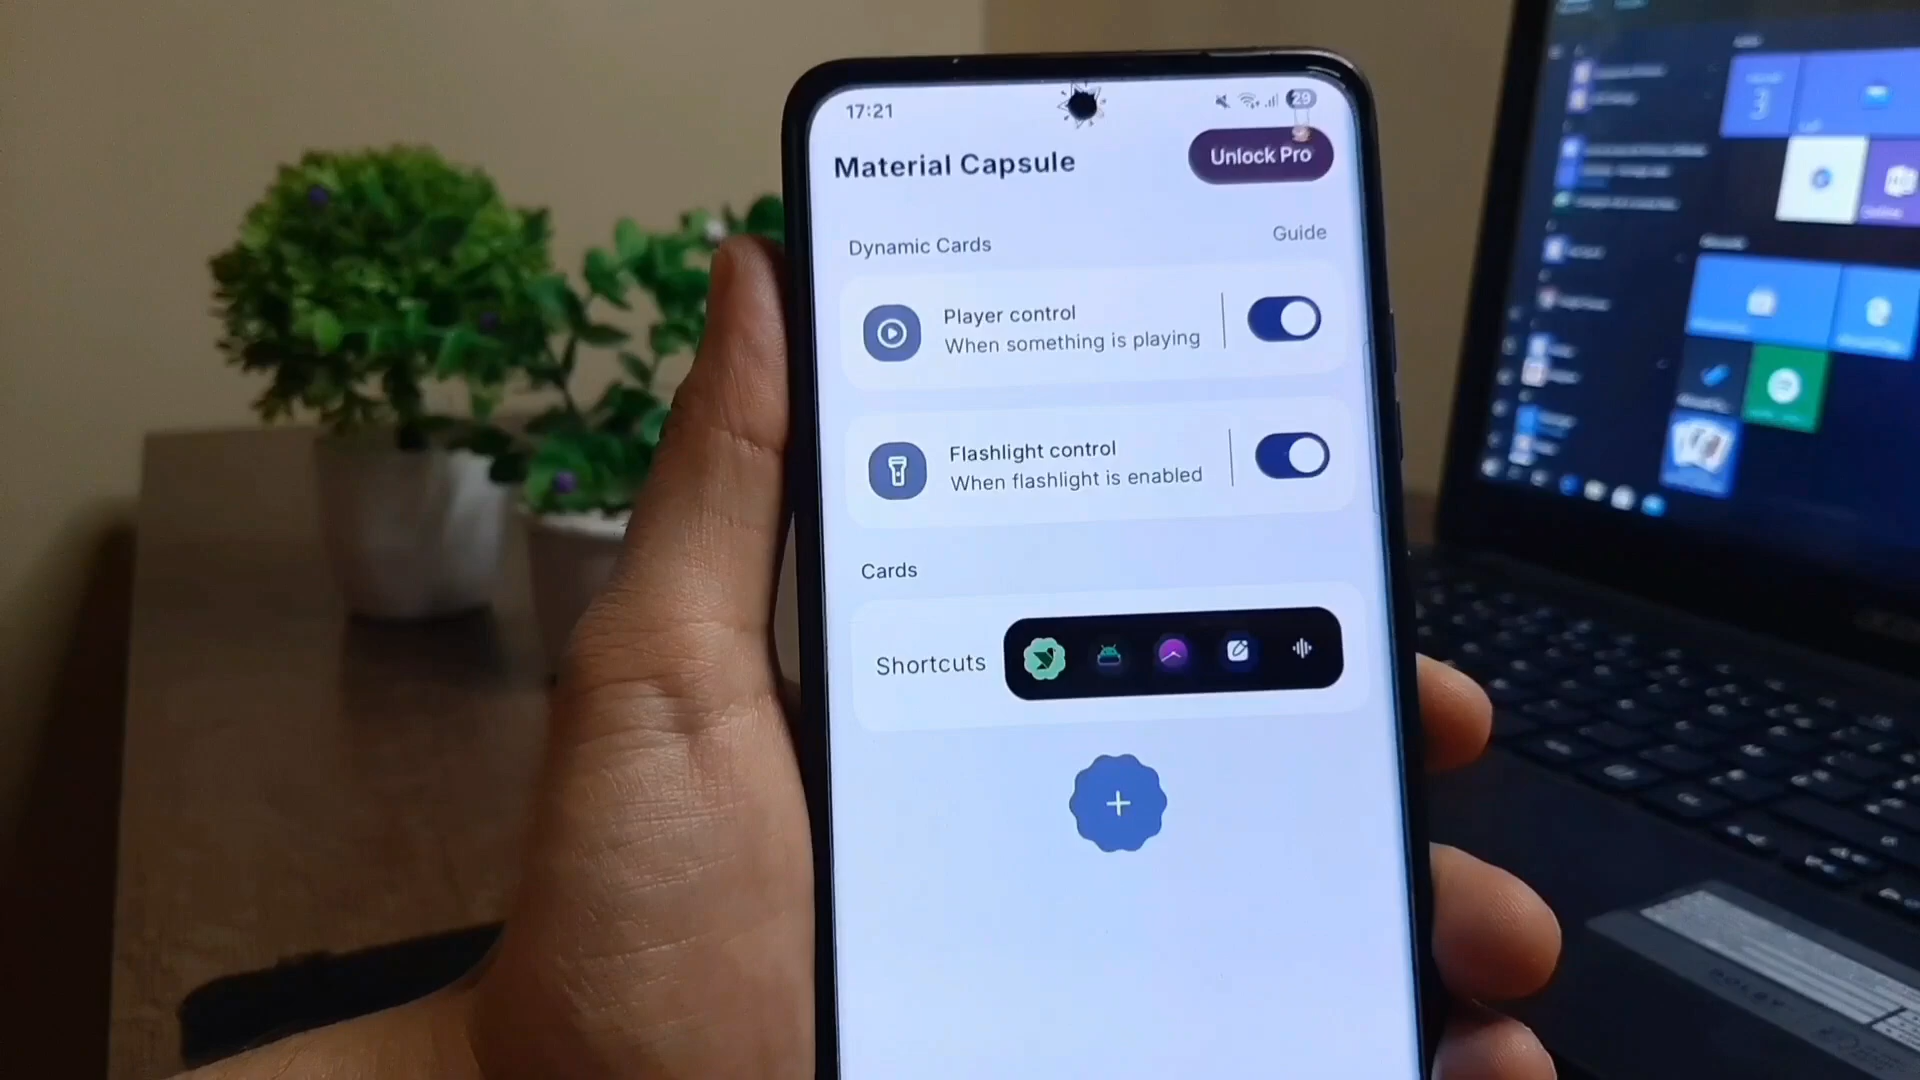 17:21
29
Material Capsule
Unlock Pro
Dynamic Cards
Guide
Player control
When something is playing
Flashlight control
When flashlight is enabled
Cards
Shortcuts